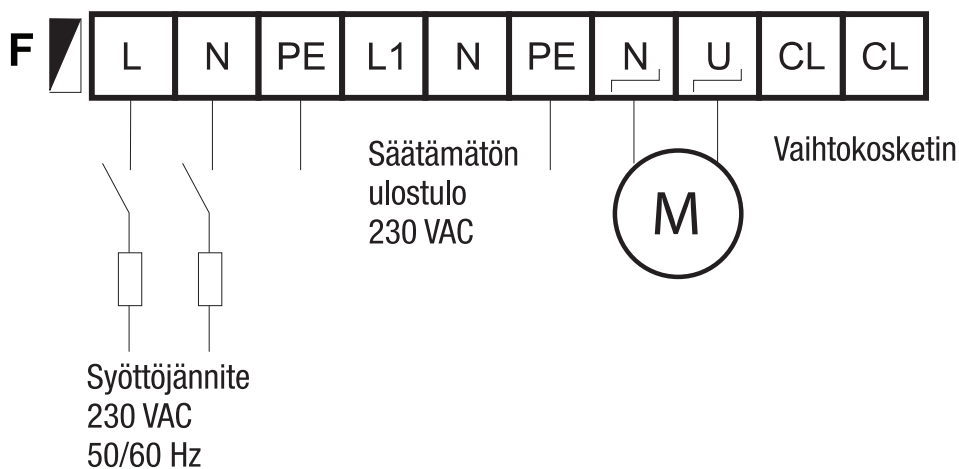 F L N PE L1 N PE N U CL CL
Säätämätön
ulostulo
230 VAC
Vaihtokosketin
M
Syöttöjännite
230 VAC
50/60 Hz